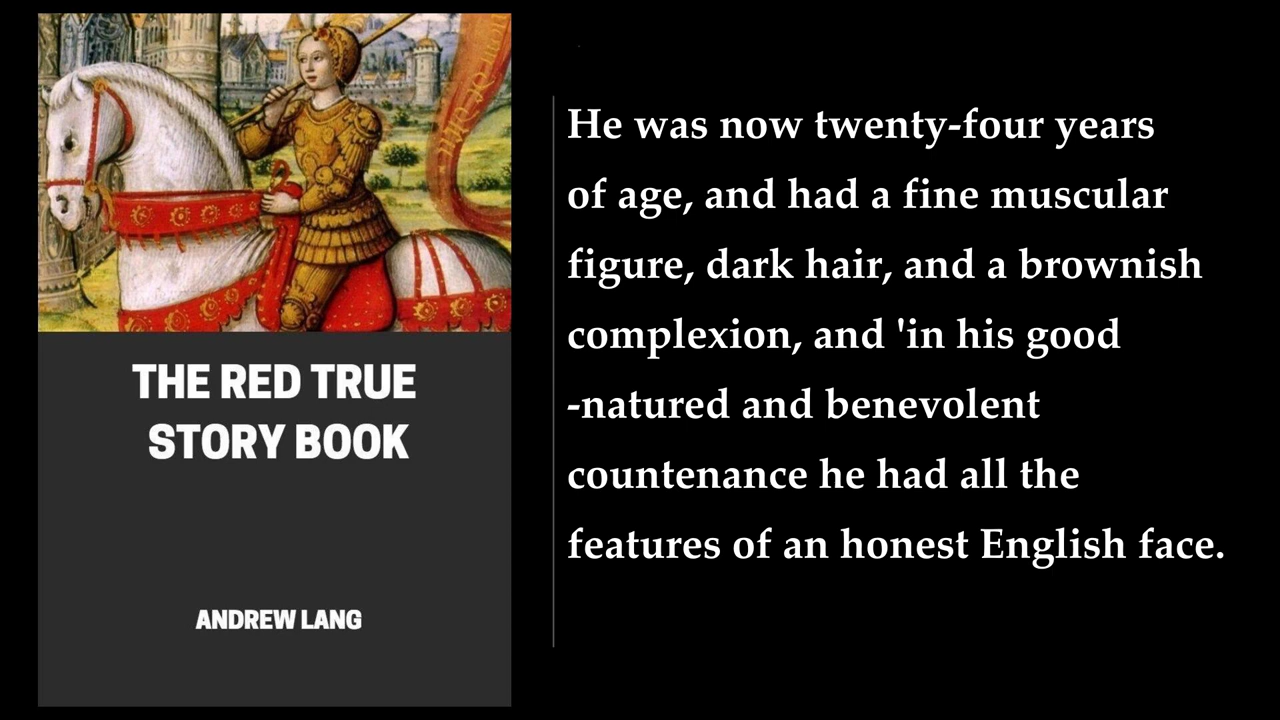 THE RED TRUE
STORY BOOK
ANDREW LANG
He was now twenty-four years
of age, and had a fine muscular
figure, dark hair, and a brownish
complexion, and 'in his good
-natured and benevolent
countenance he had all the
features of an honest English face.